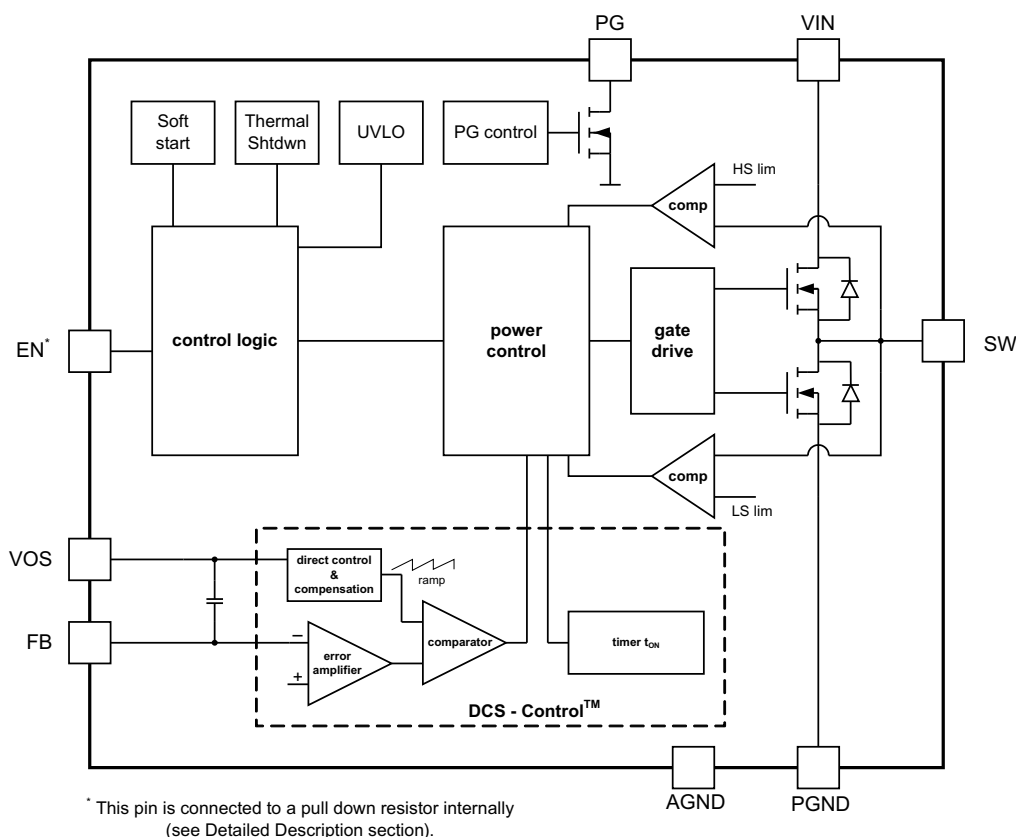 PG
VIN
Soft
start
Thermal
Shtdwn
UVLO
PG control
HS lim
comp
EN*
control logic
power
control
gate
drive
SW
comp
LS lim
VOS
direct control
&
compensation
ramp
FB
−
error
amplifier
+
comparator
timer tON
DCS - Control™
AGND
PGND
* This pin is connected to a pull down resistor internally
(see Detailed Description section).